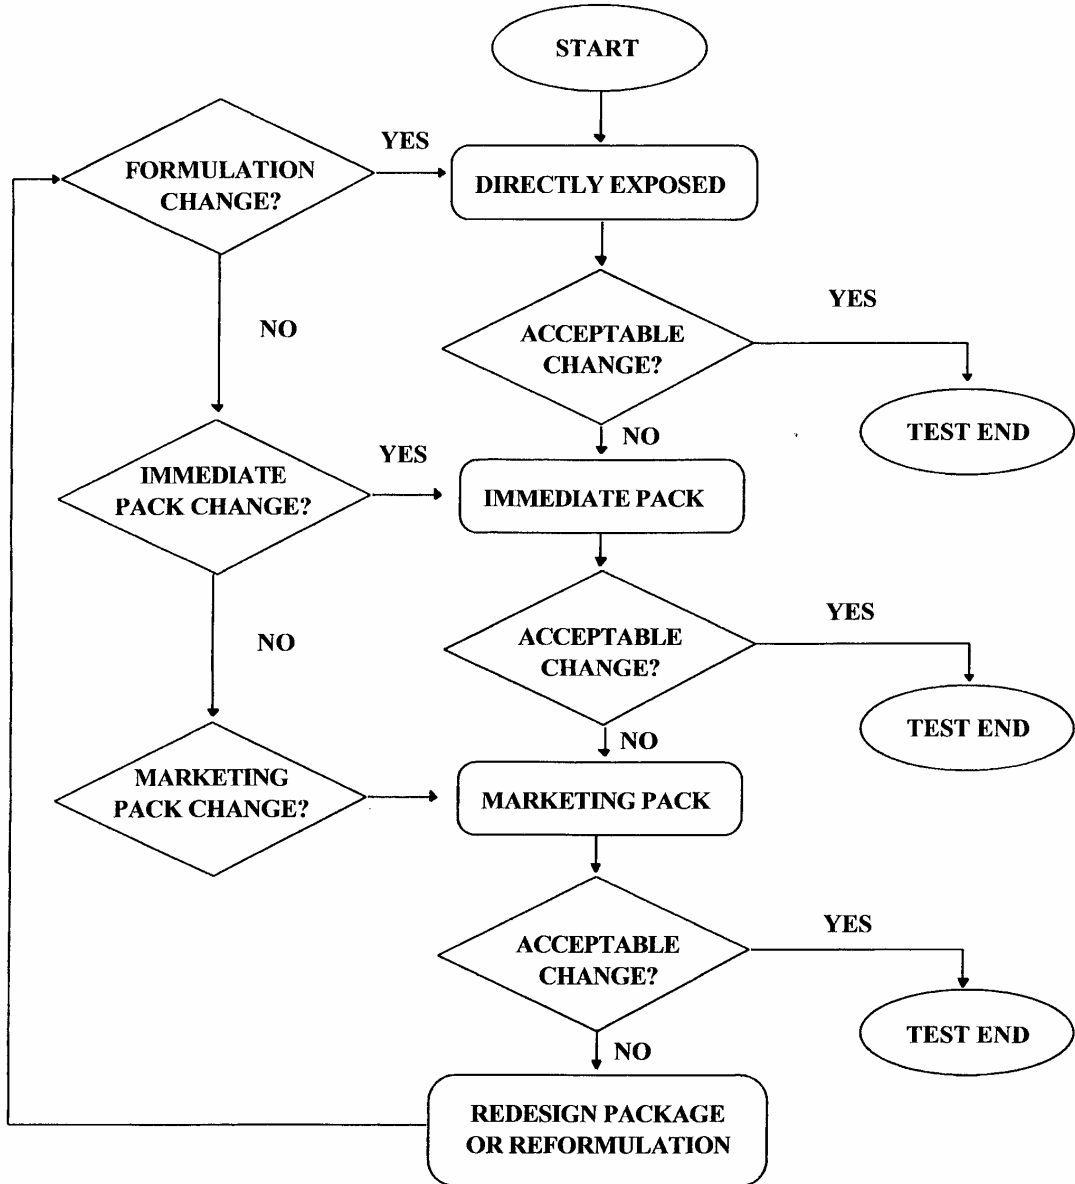 START
YES
FORMULATION
CHANGE?
DIRECTLY EXPOSED
YES
NO
ACCEPTABLE
CHANGE?
TEST END
NO
YES
IMMEDIATE
PACK CHANGE?
IMMEDIATE PACK
YES
NO
ACCEPTABLE
CHANGE?
TEST END
NO
MARKETING
PACK CHANGE?
MARKETING PACK
YES
ACCEPTABLE
CHANGE?
TEST END
NO
REDESIGN PACKAGE
OR REFORMULATION